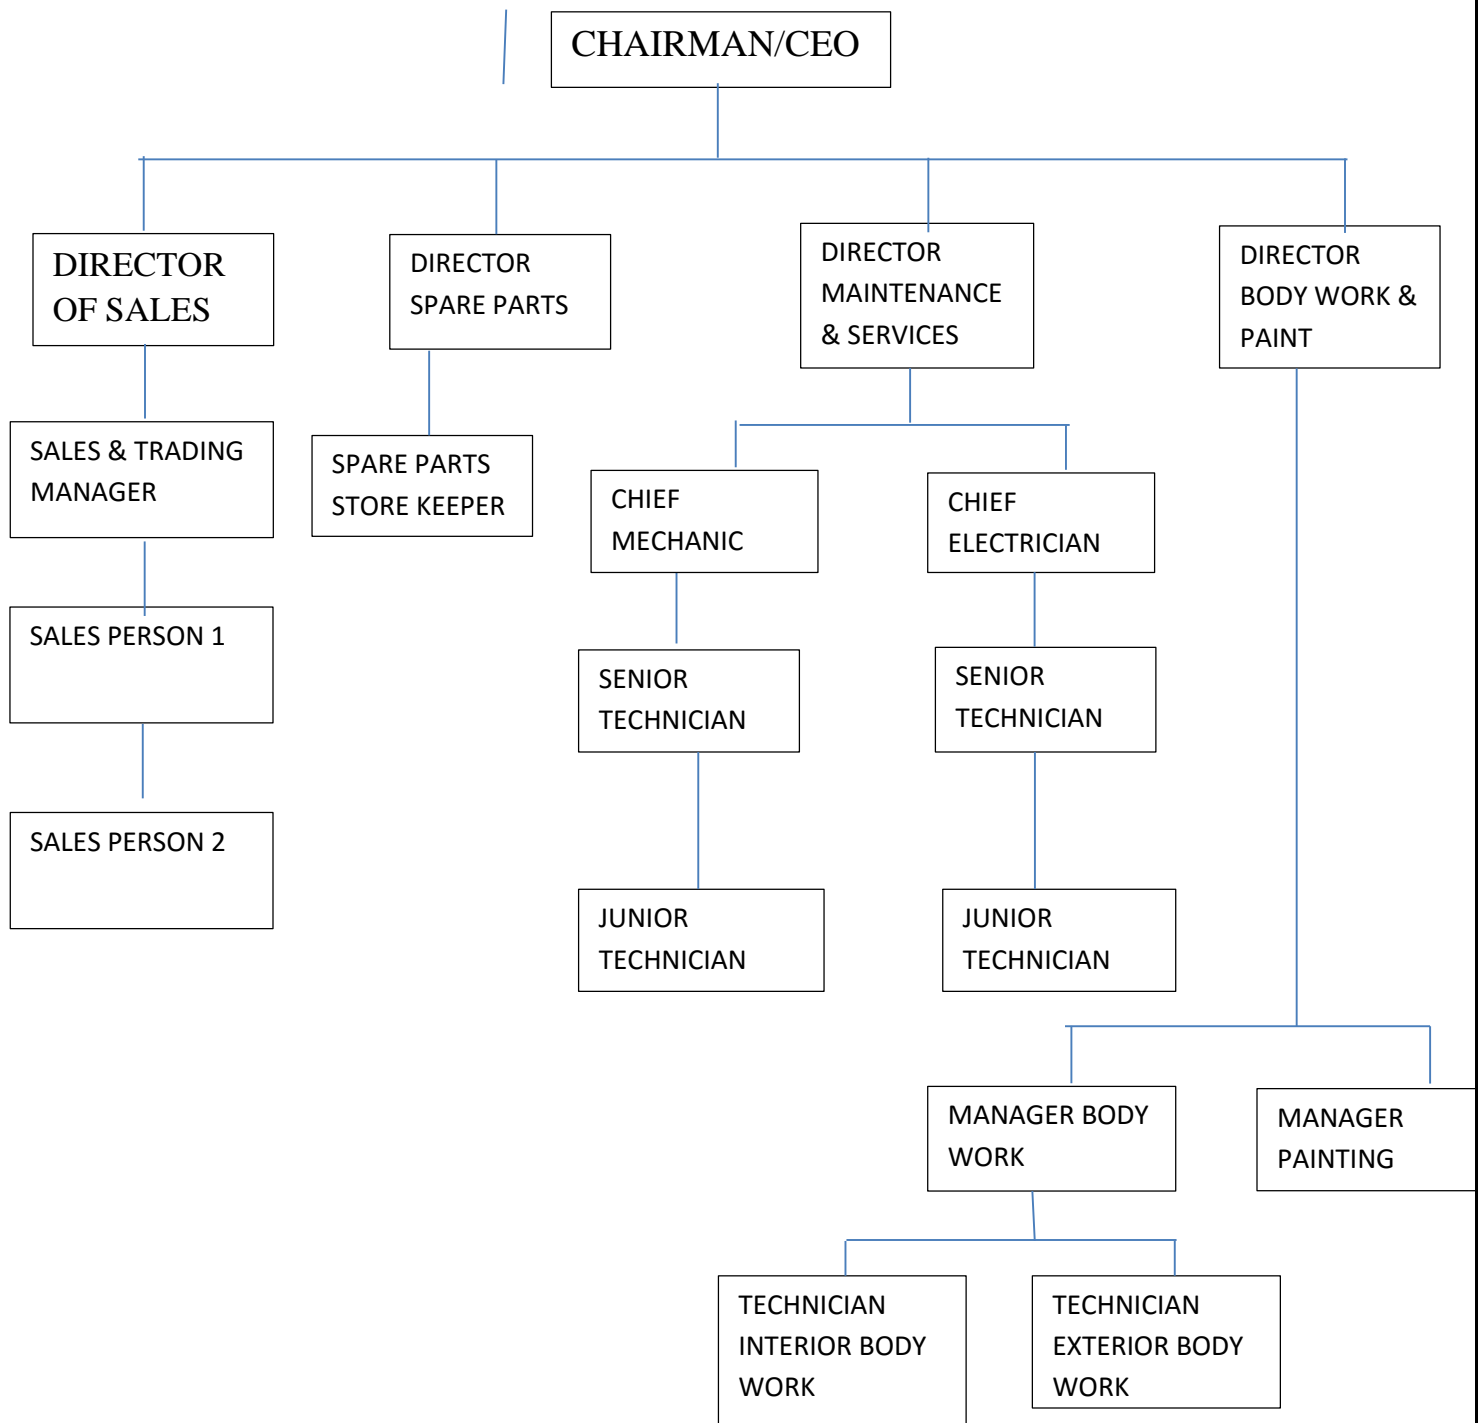 CHAIRMAN/CEO
DIRECTOR
OF SALES
DIRECTOR
SPARE PARTS
DIRECTOR
MAINTENANCE
& SERVICES
DIRECTOR
BODY WORK &
PAINT
SALES & TRADING
MANAGER
SPARE PARTS
STORE KEEPER
CHIEF
MECHANIC
CHIEF
ELECTRICIAN
SALES PERSON 1
SENIOR
TECHNICIAN
SENIOR
TECHNICIAN
SALES PERSON 2
JUNIOR
TECHNICIAN
JUNIOR
TECHNICIAN
MANAGER BODY
WORK
MANAGER
PAINTING
TECHNICIAN
INTERIOR BODY
WORK
TECHNICIAN
EXTERIOR BODY
WORK